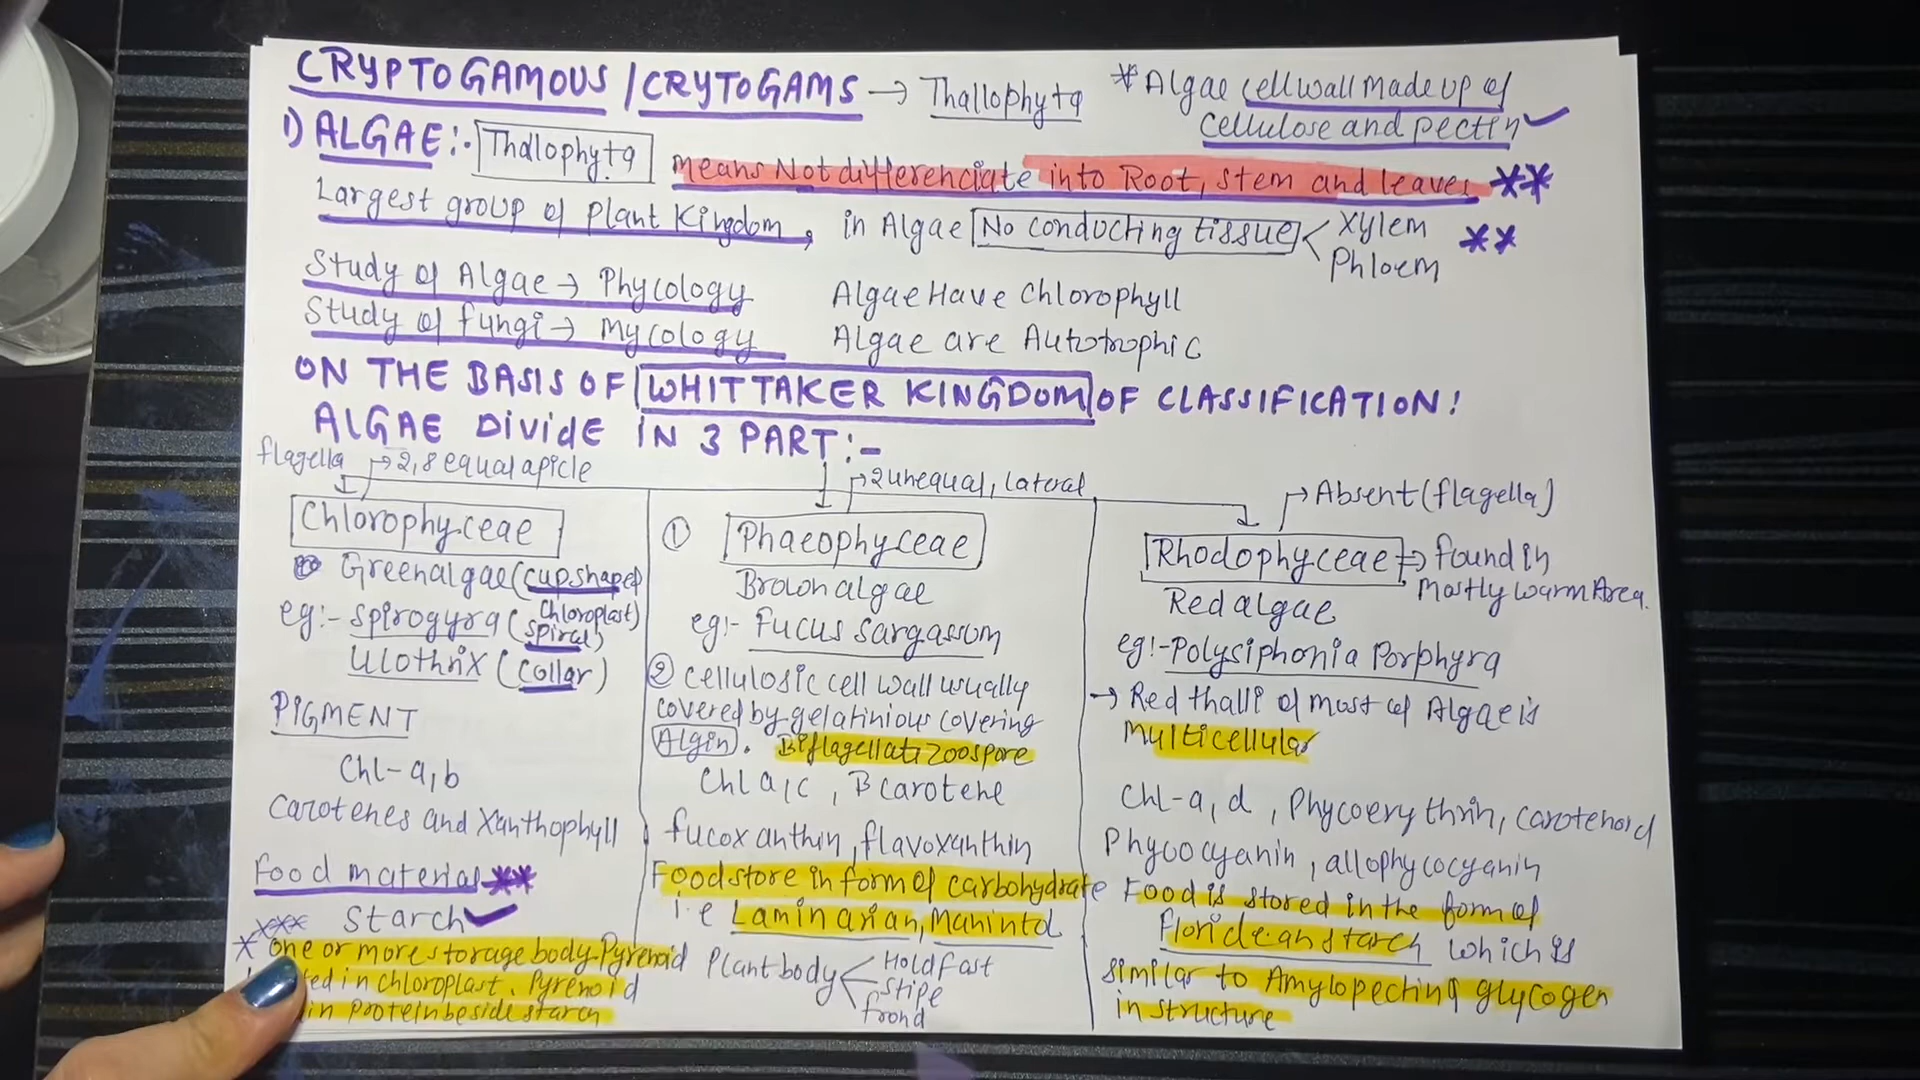 CRYPTOGAMOUS / CRYTOGAMS → Thallophyta
* Algae cell wall made up of
cellulose and pectin ✓
1) ALGAE:- Thallophyta means Not differenciate into Root, stem and leaves **
Largest group of plant Kingdom, in Algae No conducting tissue < Xylem **
Phloem
Study of Algae → Phycology
Algae Have chlorophyll
Study of fungi → Mycology
Algae are Autotrophic
ON THE BASIS OF WHITTAKER KINGDOM OF CLASSIFICATION!
ALGAE DIVIDE IN 3 PART:-
flagella → 2,8 equal apicle
Chlorophyceae
Greenalgae (cup shape)
Chloroplast)
eg:- spirogyra (spiral)
Ulothrix (collar)
PIGMENT
Chl-a,b
Carotenes and Xanthophyll
Food material **
Starch ✓
*** 
* one or more storage body. Pyrenoid
ted in chloroplast. Pyrenoid
in protein beside starch
→ 2 unequal, lateral
① Phaeophyceae
Brown algae
eg:- Fucus Sargassum
② cellulosic cell wall usually
covered by gelatinious covering
Algin. Biflagellate zoospore
Chl a,c, B carotene
fucoxanthin, flavoxanthin
Food store in form of carbohydrate
i.e Laminarian, Manintol
Plant body < Hold fast
stipe
frond
→ Absent (flagella)
Rhodophyceae → found in
Mostly warm Area.
Red algae
eg:- Polysiphonia Porphyra
→ Red thalli of most of Algae is
Multicellular
Chl-a,d, Phycoerythrin, carotenoid
Phycocyanin, allophycocyanin
Food is stored in the form of
floridean starch which is
similar to Amylopecting glycogen
in structure